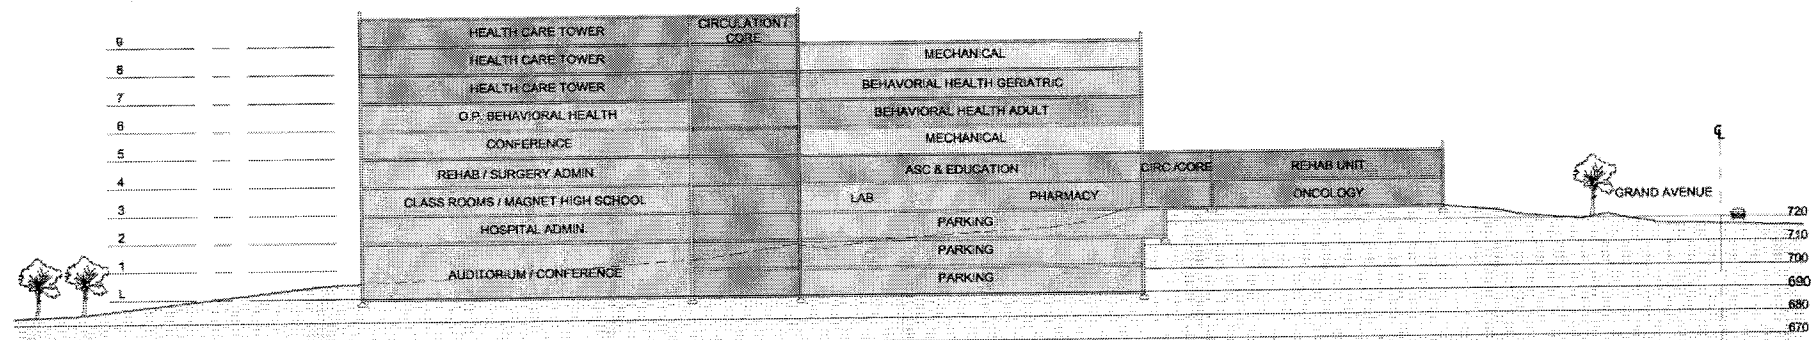 HEALTH CARE TOWER
CIRCULATION /
CORE
9
HEALTH CARE TOWER
MECHANICAL
8
HEALTH CARE TOWER
BEHAVORIAL HEALTH GERIATRIC
7
O.P. BEHAVIORAL HEALTH
BEHAVIORAL HEALTH ADULT
6
CONFERENCE
MECHANICAL
5
REHAB / SURGERY ADMIN.
ASC & EDUCATION
CIRC./CORE
REHAB UNIT
4
CLASS ROOMS / MAGNET HIGH SCHOOL
LAB
PHARMACY
ONCOLOGY
GRAND AVENUE
3
HOSPITAL ADMIN.
PARKING
720
2
PARKING
710
1
AUDITORIUM / CONFERENCE
PARKING
700
L
690
680
670